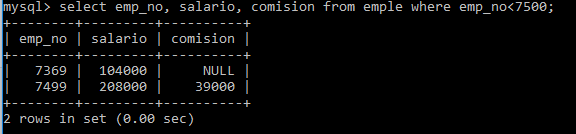 mysql> select emp_no, salario, comision from emple where emp_no<7500;
+--------+---------+----------+
| emp_no | salario | comision |
+--------+---------+----------+
|   7369 |  104000 |     NULL |
|   7499 |  208000 |    39000 |
+--------+---------+----------+
2 rows in set (0.00 sec)